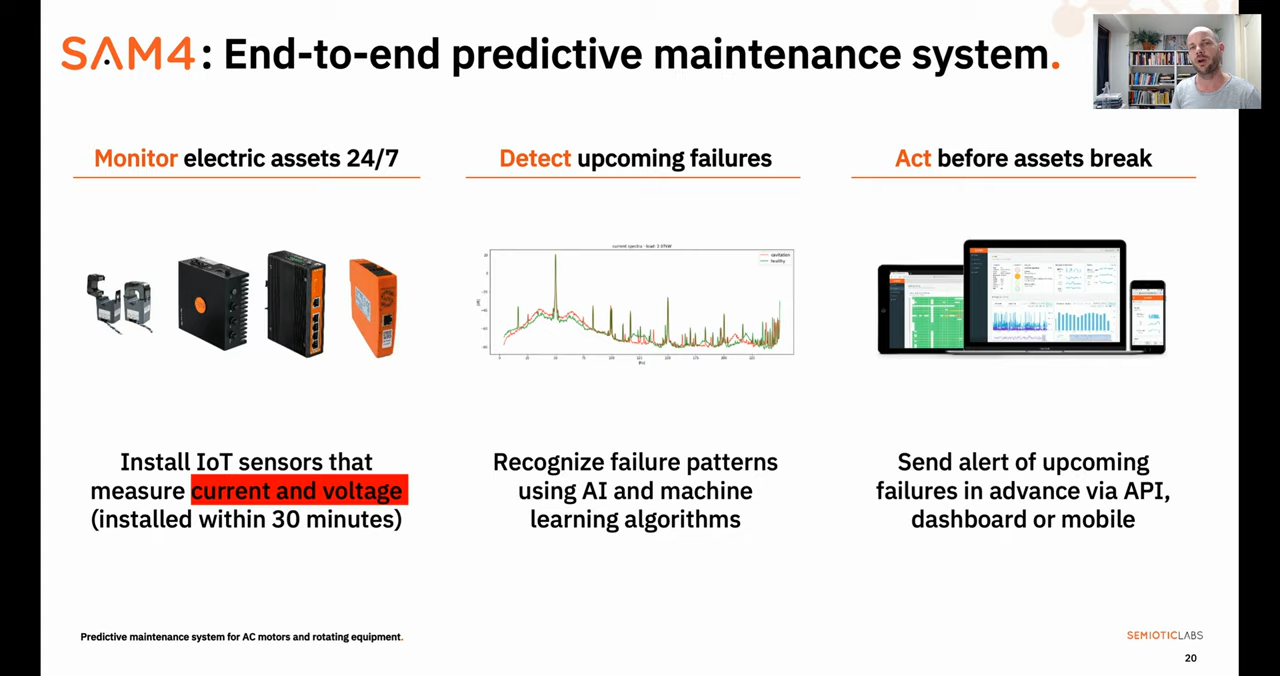 SAM4: End-to-end predictive maintenance system.
Monitor electric assets 24/7
Detect upcoming failures
Act before assets break
cavitation
healthy
Install IoT sensors that
measure current and voltage
(installed within 30 minutes)
Recognize failure patterns
using AI and machine
learning algorithms
Send alert of upcoming
failures in advance via API,
dashboard or mobile
Predictive maintenance system for AC motors and rotating equipment.
SEMIOTICLABS
20